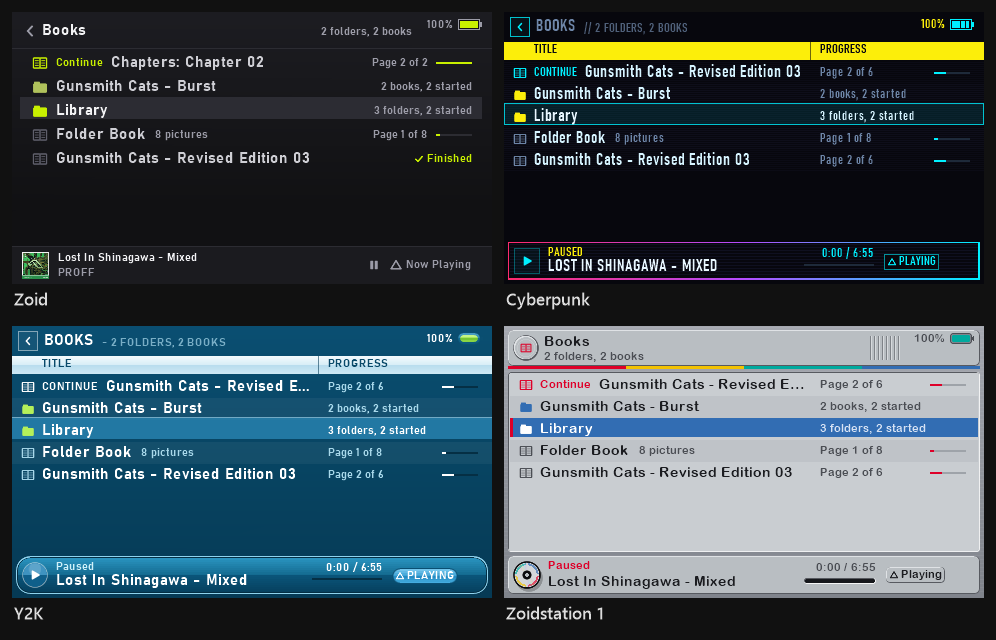 Books
2 folders, 2 books
100%
Continue Chapters: Chapter 02
Page 2 of 2
Gunsmith Cats - Burst
2 books, 2 started
Library
3 folders, 2 started
Folder Book 8 pictures
Page 1 of 8
Gunsmith Cats - Revised Edition 03
Finished
Lost In Shinagawa - Mixed
PROFF
Now Playing
Zoid
BOOKS // 2 FOLDERS, 2 BOOKS
100%
TITLE PROGRESS
CONTINUE Gunsmith Cats - Revised Edition 03
Page 2 of 6
Gunsmith Cats - Burst
2 books, 2 started
Library
3 folders, 2 started
Folder Book 8 pictures
Page 1 of 8
Gunsmith Cats - Revised Edition 03
Page 2 of 6
PAUSED
LOST IN SHINAGAWA - MIXED
0:00 / 6:55
PLAYING
Cyberpunk
BOOKS - 2 FOLDERS, 2 BOOKS
100%
TITLE PROGRESS
CONTINUE Gunsmith Cats - Revised E...
Page 2 of 6
Gunsmith Cats - Burst
2 books, 2 started
Library
3 folders, 2 started
Folder Book 8 pictures
Page 1 of 8
Gunsmith Cats - Revised Edition 03
Page 2 of 6
Paused
Lost In Shinagawa - Mixed
0:00 / 6:55
PLAYING
Y2K
Books
2 folders, 2 books
100%
Continue Gunsmith Cats - Revised E...
Page 2 of 6
Gunsmith Cats - Burst
2 books, 2 started
Library
3 folders, 2 started
Folder Book 8 pictures
Page 1 of 8
Gunsmith Cats - Revised Edition 03
Page 2 of 6
Paused
Lost In Shinagawa - Mixed
0:00 / 6:55
Playing
Zoidstation 1